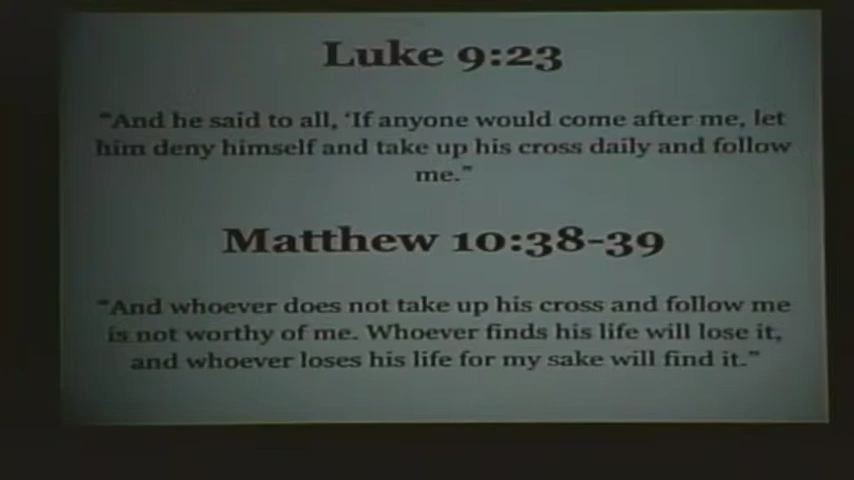 Luke 9:23
"And he said to all, 'If anyone would come after me, let
him deny himself and take up his cross daily and follow
me."
Matthew 10:38-39
"And whoever does not take up his cross and follow me
is not worthy of me. Whoever finds his life will lose it,
and whoever loses his life for my sake will find it."